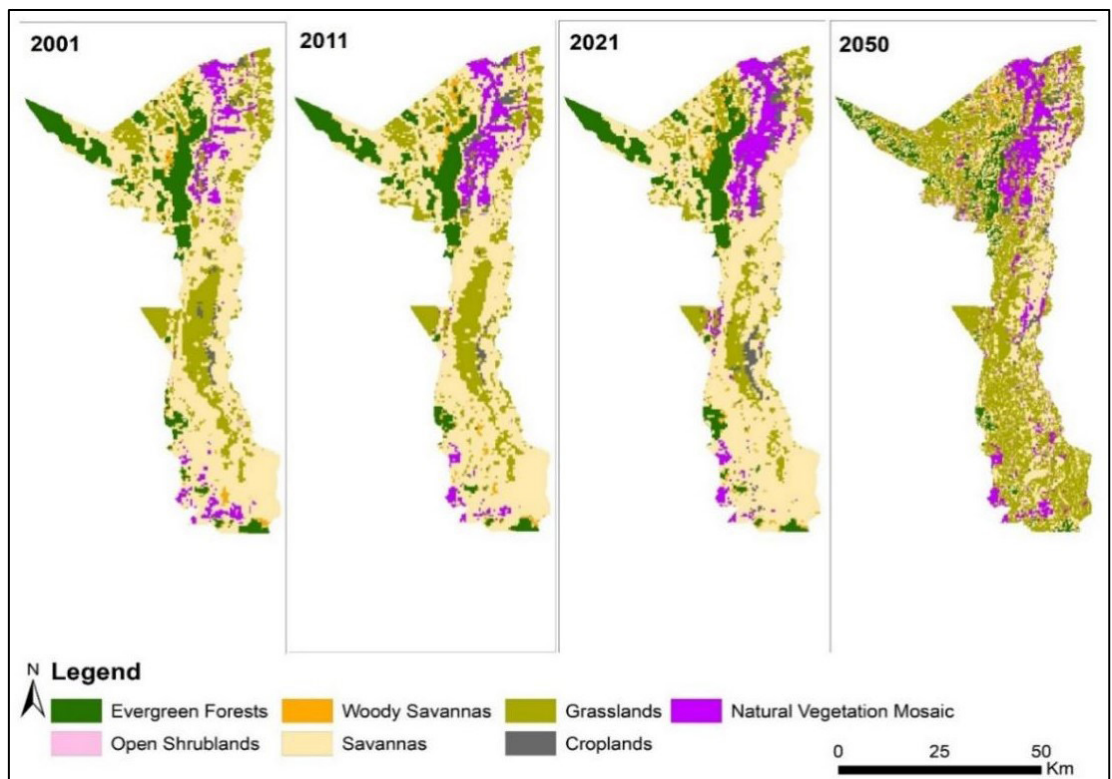 2001
2011
2021
2050
N
Legend
Evergreen Forests
Woody Savannas
Grasslands
Natural Vegetation Mosaic
Open Shrublands
Savannas
Croplands
0 25 50
Km